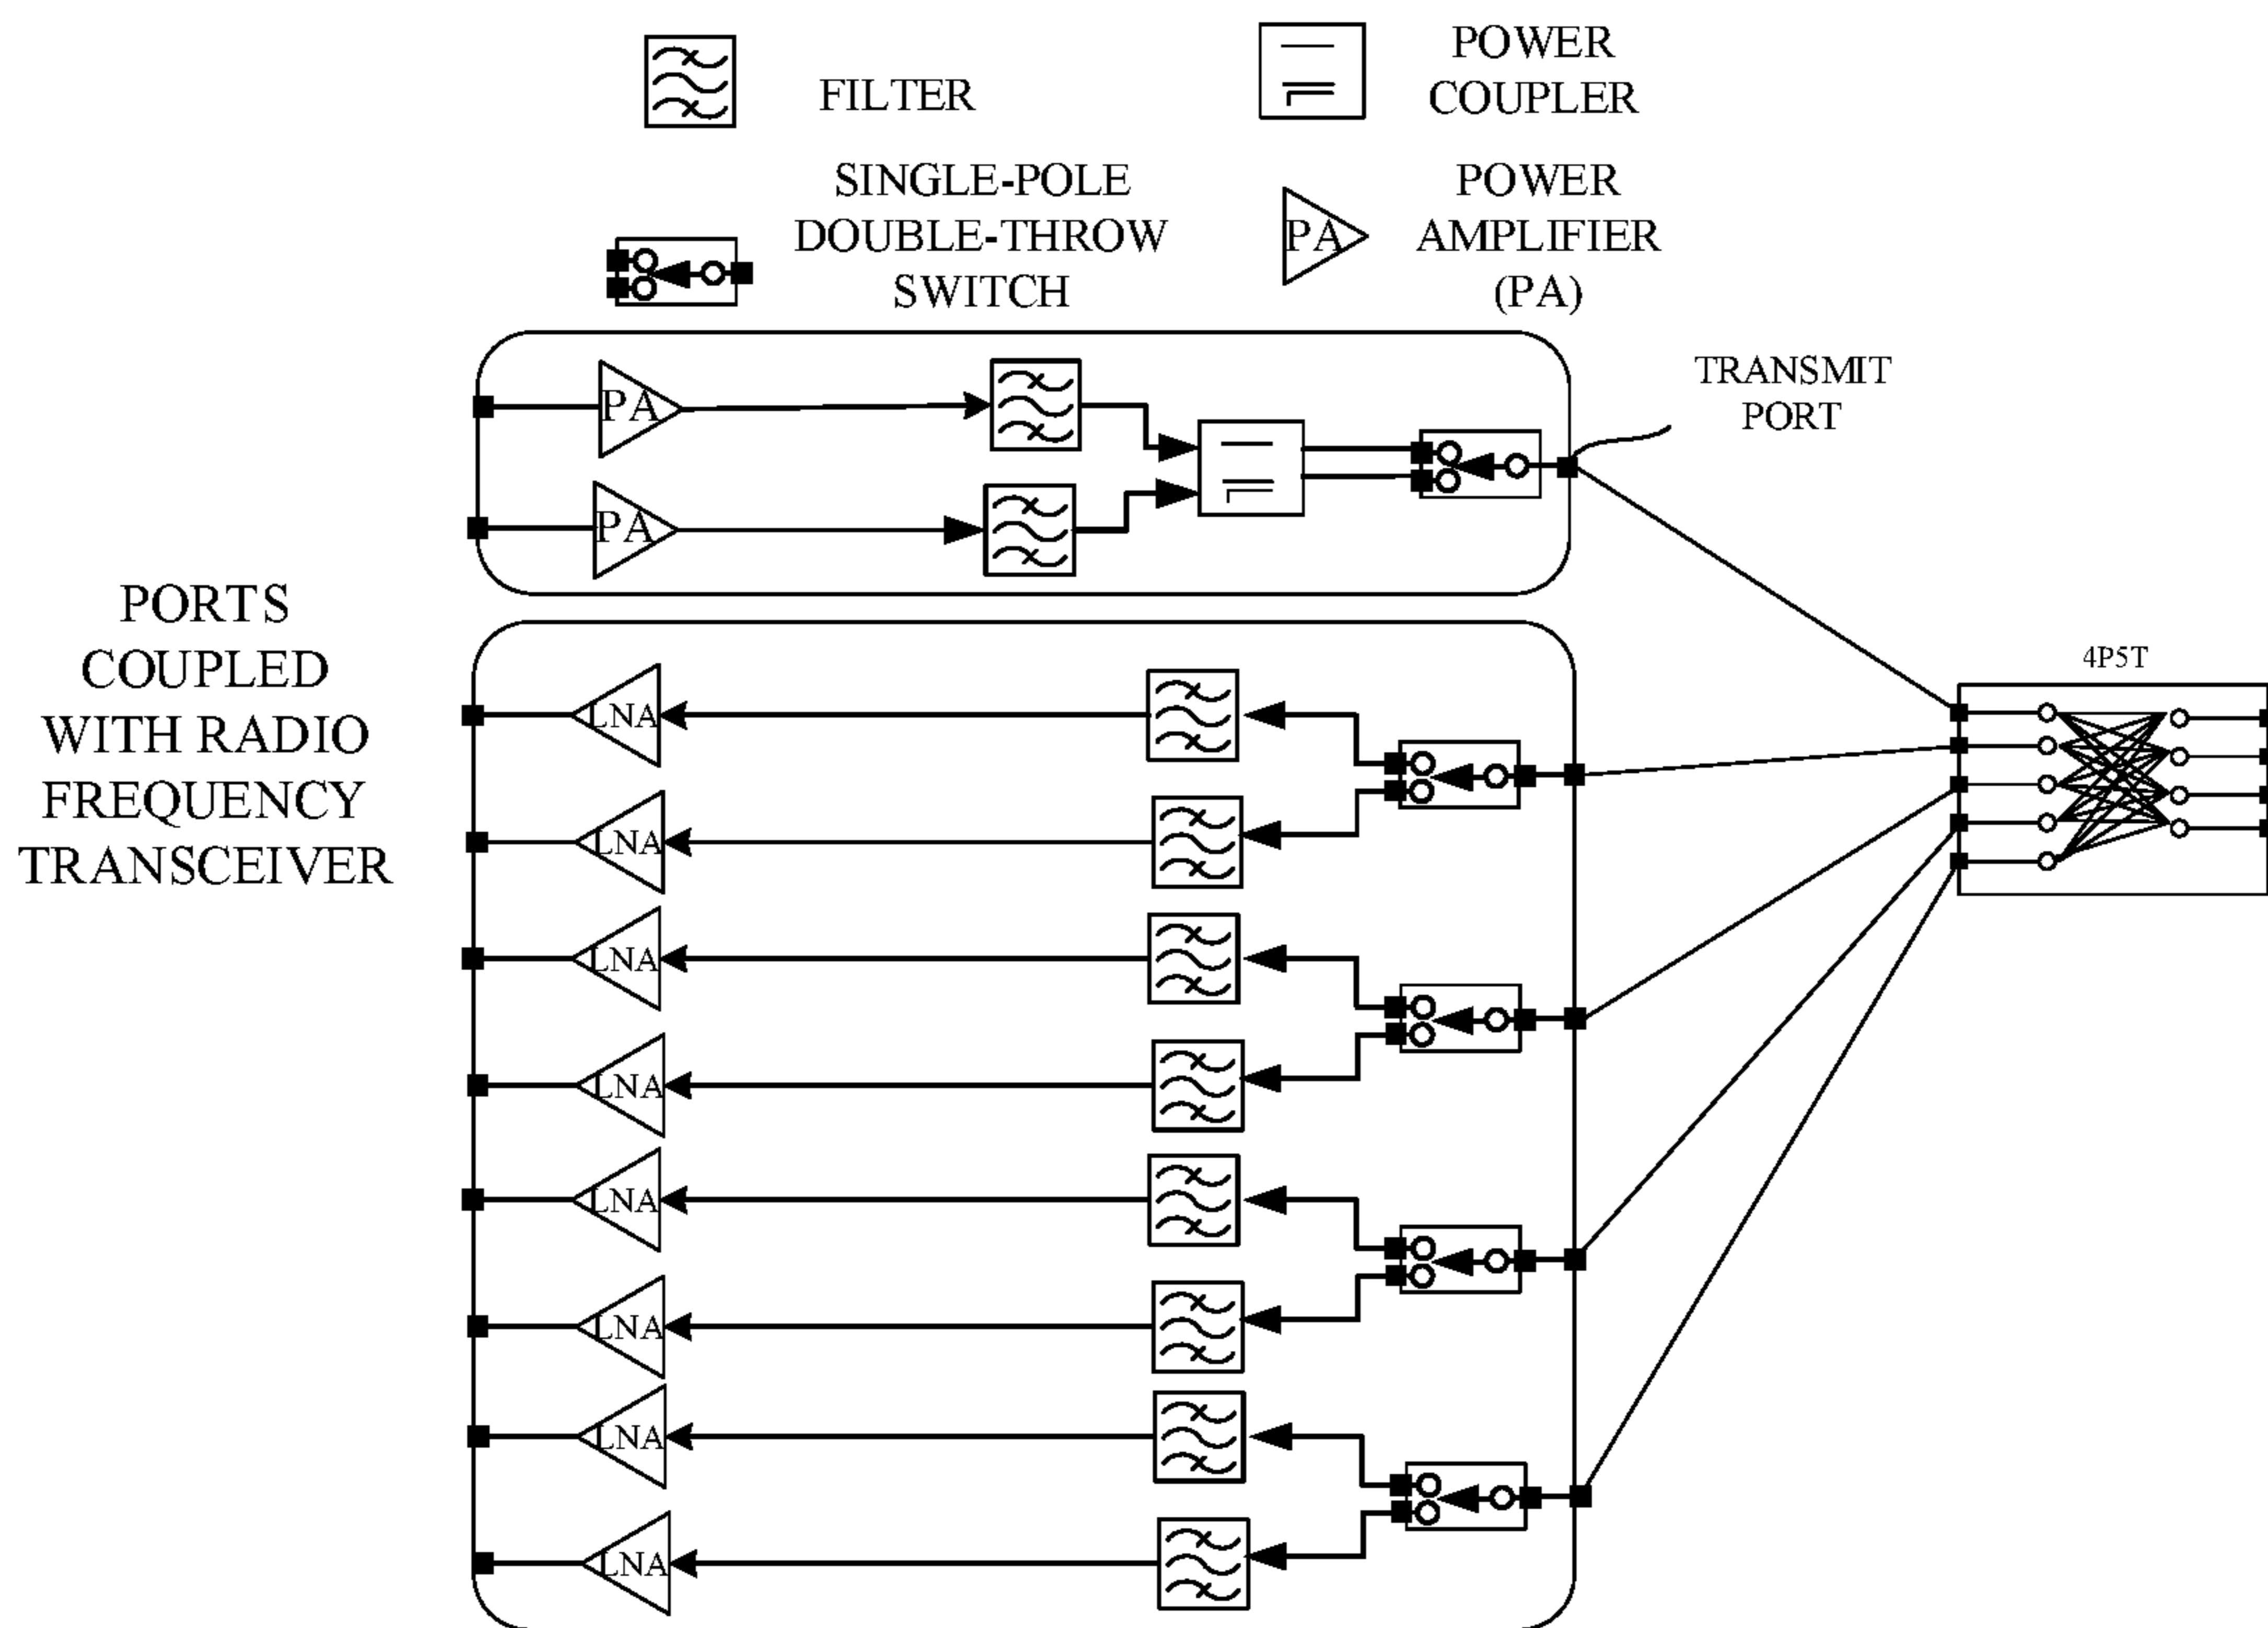 FILTER
POWER
COUPLER
SINGLE-POLE
DOUBLE-THROW
SWITCH
PA
POWER
AMPLIFIER
(PA)
PA
PA
TRANSMIT
PORT
PORTS
COUPLED
WITH RADIO
FREQUENCY
TRANSCEIVER
4P5T
LNA
LNA
LNA
LNA
LNA
LNA
LNA
LNA